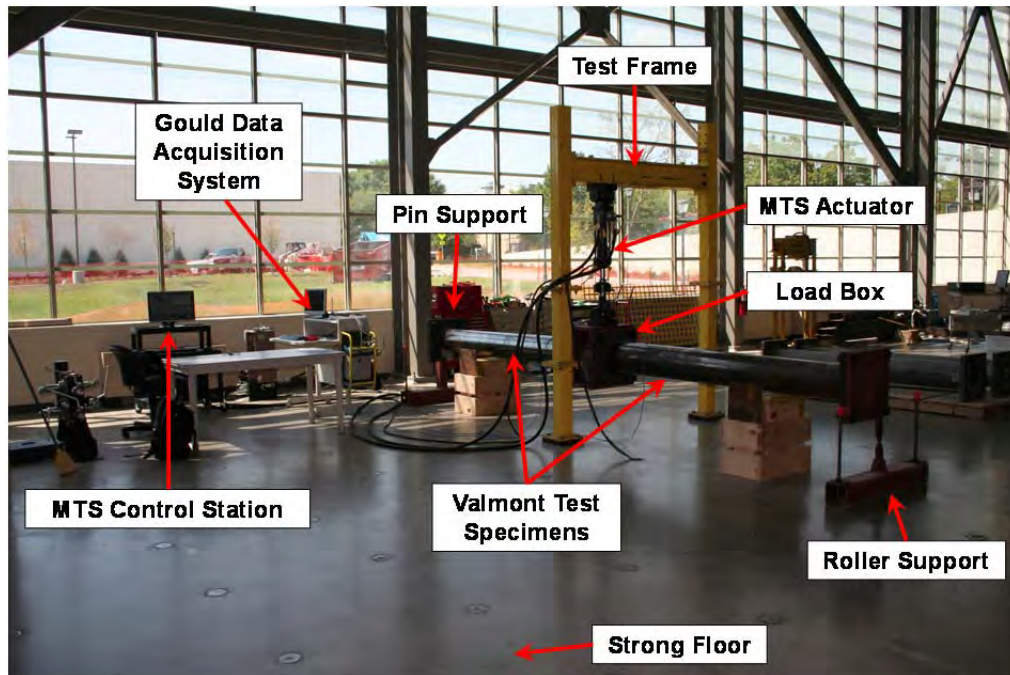 Test Frame
Gould Data
Acquisition
System
Pin Support
MTS Actuator
Load Box
MTS Control Station
Valmont Test
Specimens
Roller Support
Strong Floor